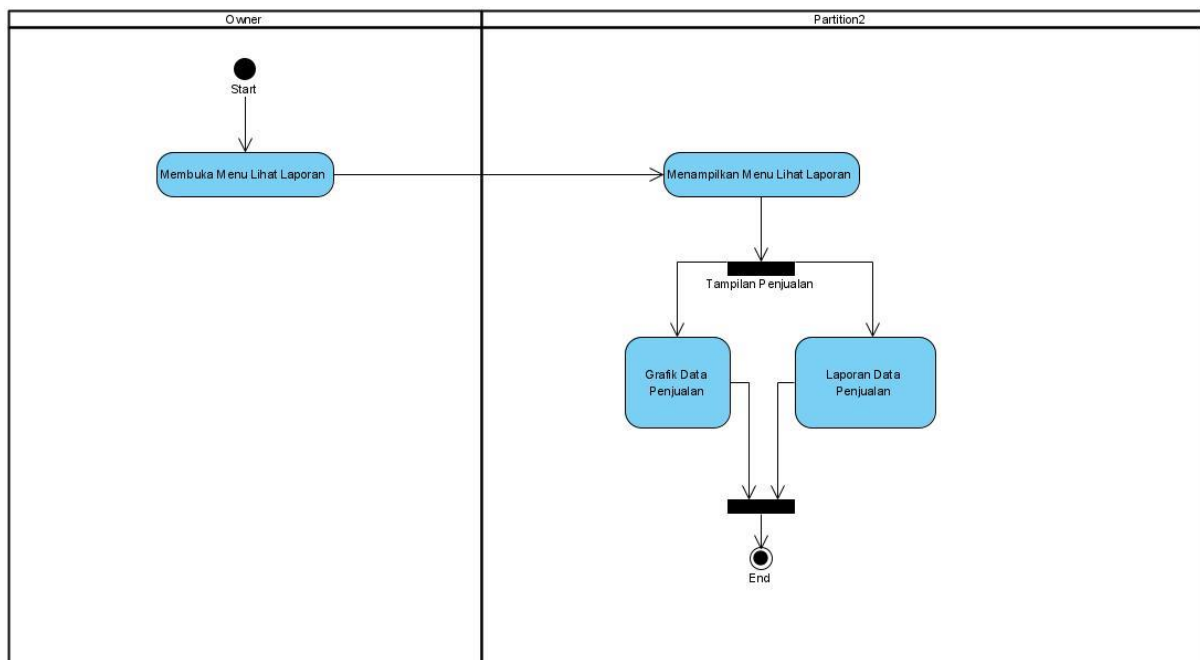 Owner
Partition2
Start
Membuka Menu Lihat Laporan
Menampilkan Menu Lihat Laporan
Tampilan Penjualan
Grafik Data
Penjualan
Laporan Data
Penjualan
End